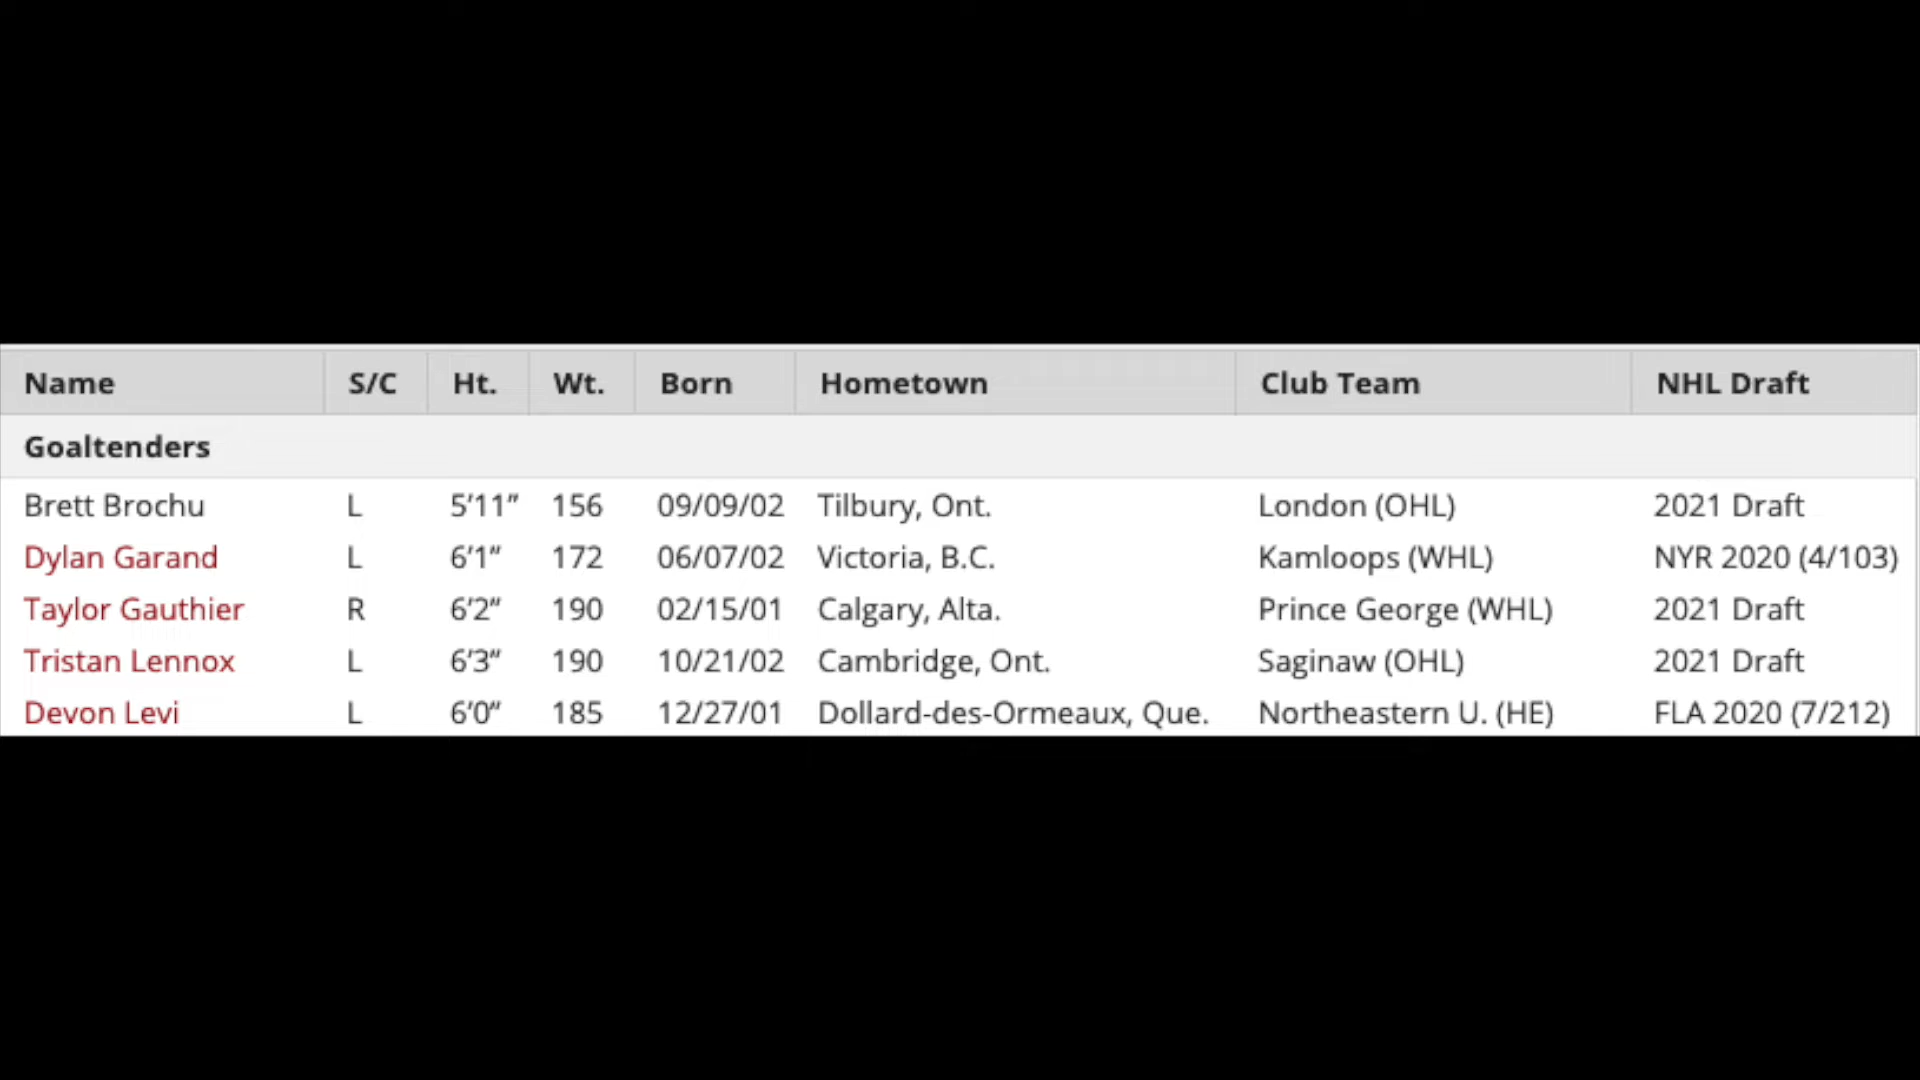 Name S/C Ht. Wt. Born Hometown Club Team NHL Draft
Goaltenders
Brett Brochu L 5’11” 156 09/09/02 Tilbury, Ont. London (OHL) 2021 Draft
Dylan Garand L 6’1” 172 06/07/02 Victoria, B.C. Kamloops (WHL) NYR 2020 (4/103)
Taylor Gauthier R 6’2” 190 02/15/01 Calgary, Alta. Prince George (WHL) 2021 Draft
Tristan Lennox L 6’3” 190 10/21/02 Cambridge, Ont. Saginaw (OHL) 2021 Draft
Devon Levi L 6’0” 185 12/27/01 Dollard-des-Ormeaux, Que. Northeastern U. (HE) FLA 2020 (7/212)